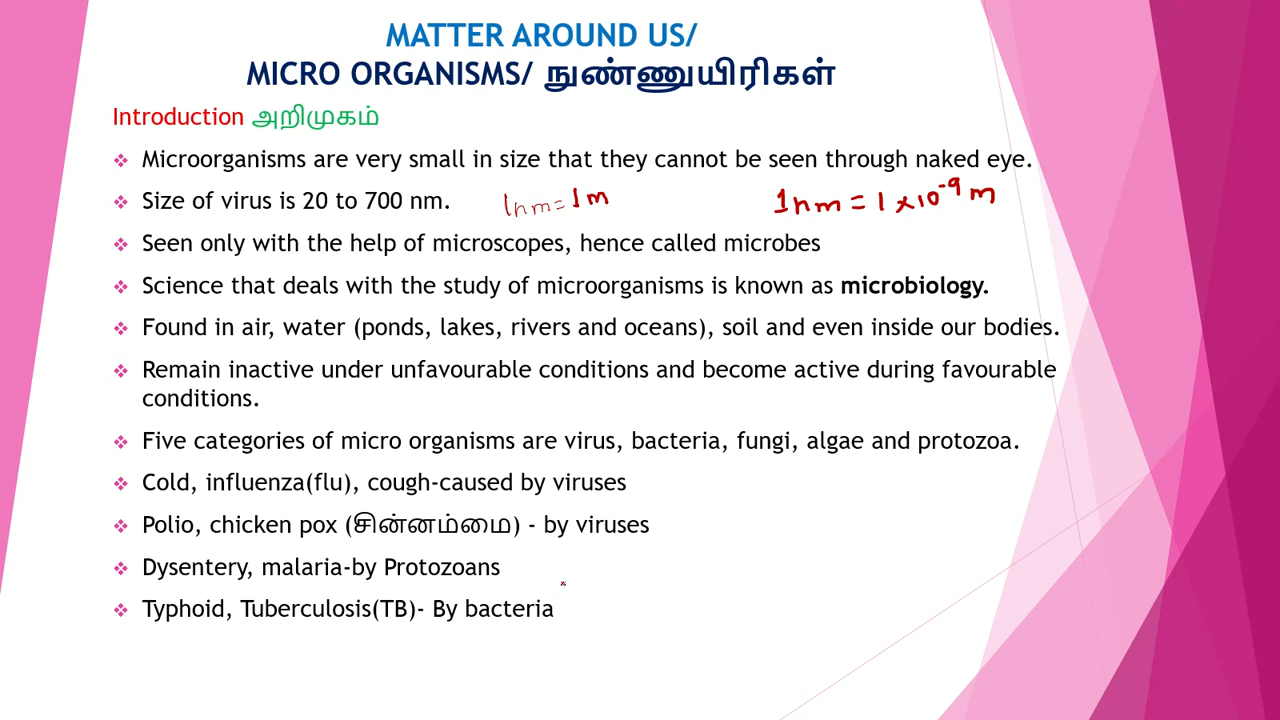 MATTER AROUND US/
MICRO ORGANISMS/ நுண்ணுயிரிகள்
Introduction அறிமுகம்
❖ Microorganisms are very small in size that they cannot be seen through naked eye.
❖ Size of virus is 20 to 700 nm. 1nm=1m 1nm = 1 x 10⁻⁹ m
❖ Seen only with the help of microscopes, hence called microbes
❖ Science that deals with the study of microorganisms is known as microbiology.
❖ Found in air, water (ponds, lakes, rivers and oceans), soil and even inside our bodies.
❖ Remain inactive under unfavourable conditions and become active during favourable
conditions.
❖ Five categories of micro organisms are virus, bacteria, fungi, algae and protozoa.
❖ Cold, influenza(flu), cough-caused by viruses
❖ Polio, chicken pox (சின்னம்மை) - by viruses
❖ Dysentery, malaria-by Protozoans
❖ Typhoid, Tuberculosis(TB)- By bacteria